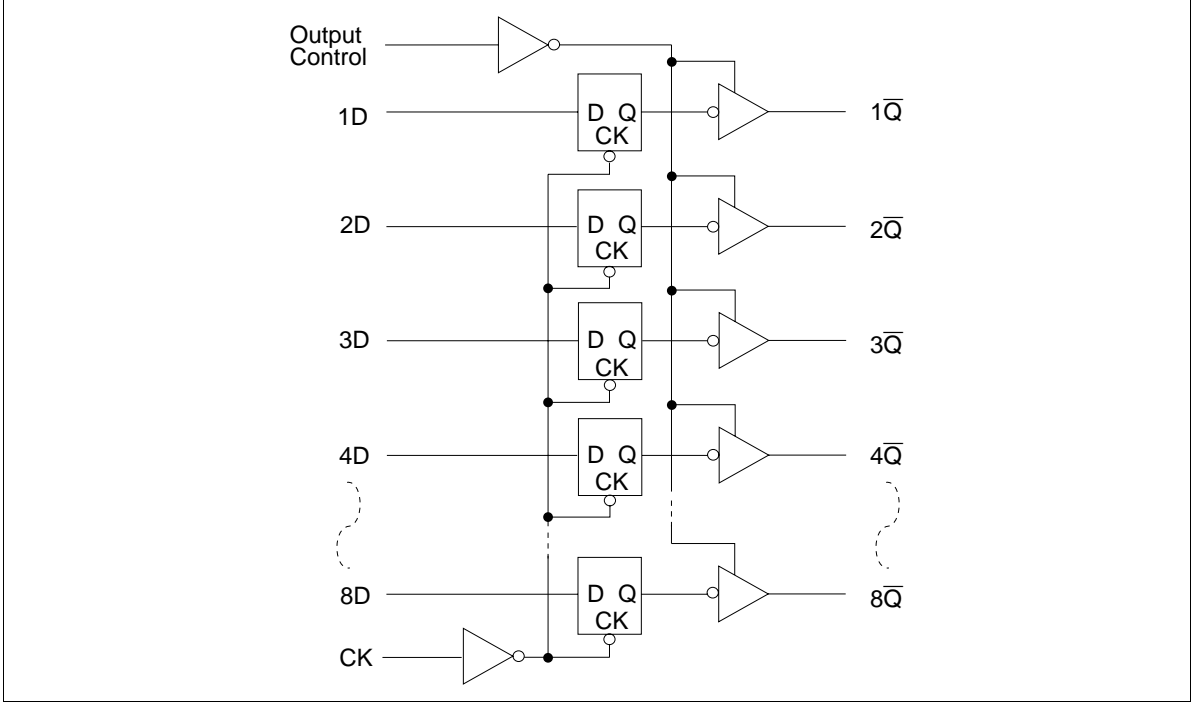 Output
Control
1D
D Q
CK
1Q̅
2D
D Q
CK
2Q̅
3D
D Q
CK
3Q̅
4D
D Q
CK
4Q̅
8D
D Q
CK
8Q̅
CK